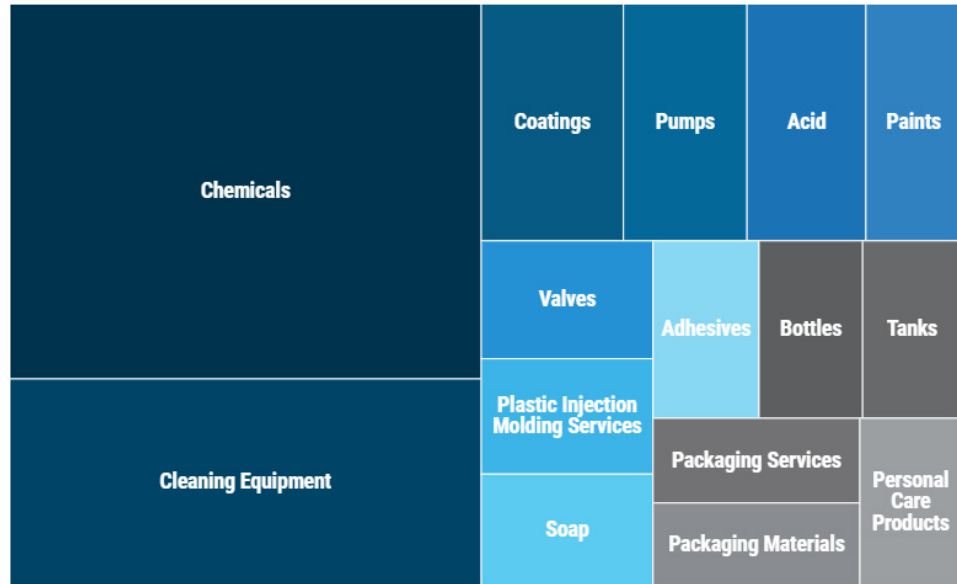 Chemicals
Cleaning Equipment
Coatings
Pumps
Acid
Paints
Valves
Plastic Injection
Molding Services
Soap
Adhesives
Bottles
Tanks
Packaging Services
Packaging Materials
Personal
Care
Products